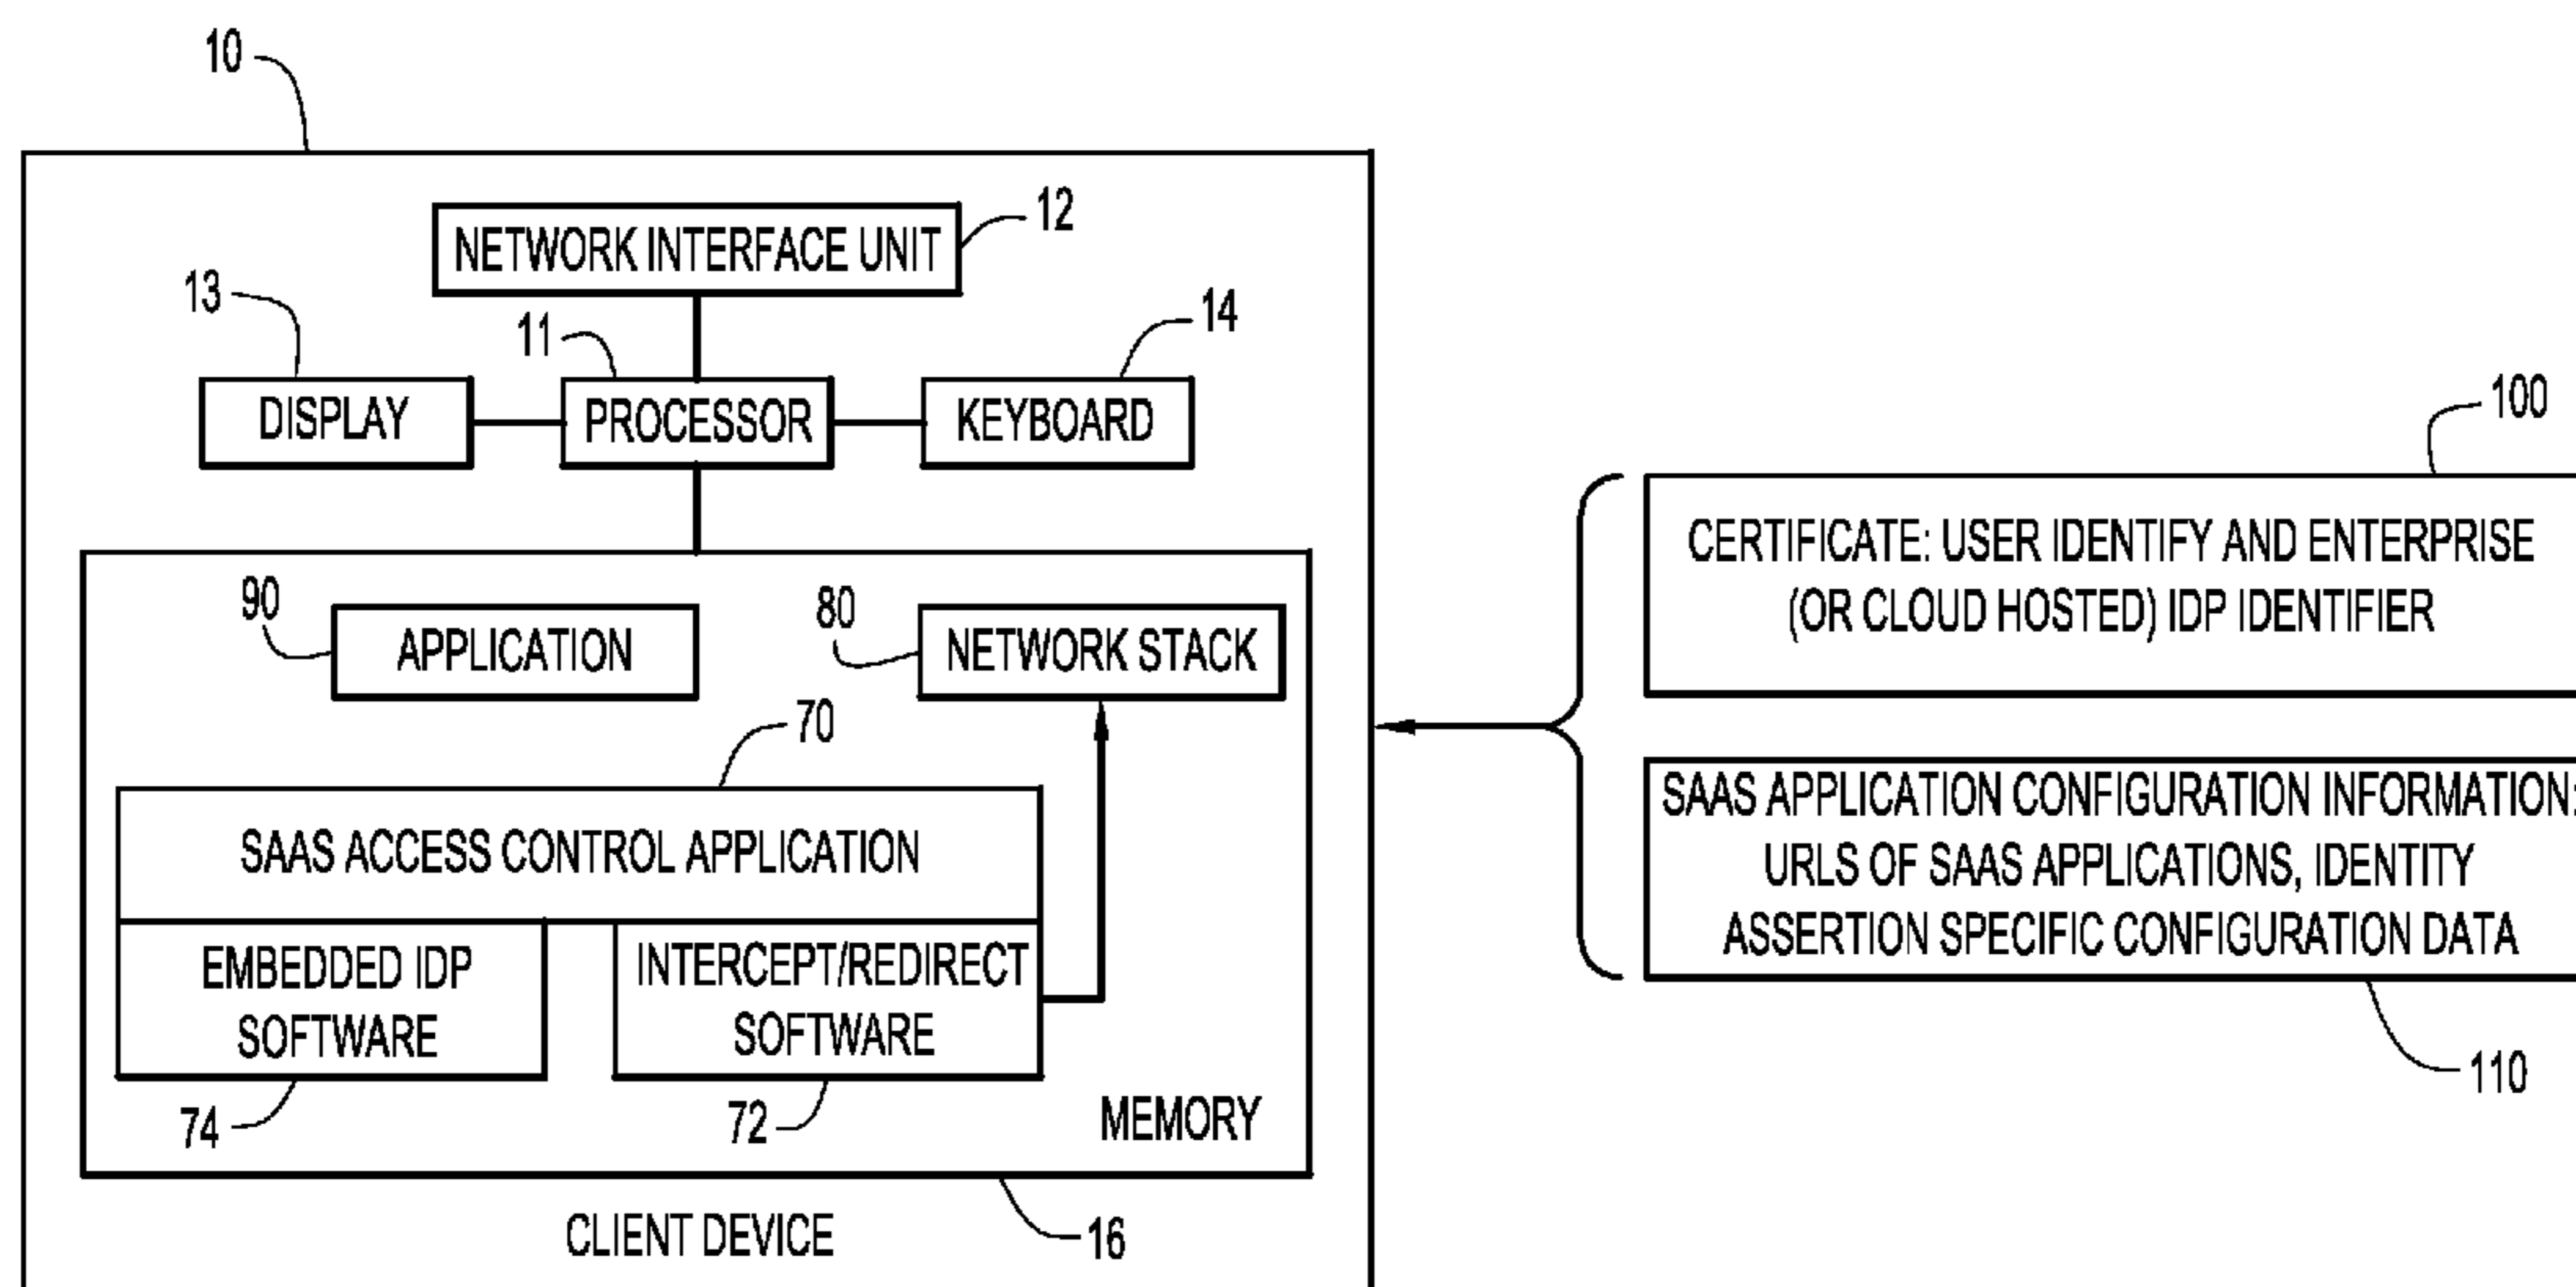 10
NETWORK INTERFACE UNIT
12
13
11
14
DISPLAY
PROCESSOR
KEYBOARD
90
APPLICATION
80
NETWORK STACK
70
SAAS ACCESS CONTROL APPLICATION
EMBEDDED IDP
SOFTWARE
INTERCEPT/REDIRECT
SOFTWARE
74
72
MEMORY
CLIENT DEVICE
16
100
CERTIFICATE: USER IDENTIFY AND ENTERPRISE
(OR CLOUD HOSTED) IDP IDENTIFIER
SAAS APPLICATION CONFIGURATION INFORMATION:
URLS OF SAAS APPLICATIONS, IDENTITY
ASSERTION SPECIFIC CONFIGURATION DATA
110